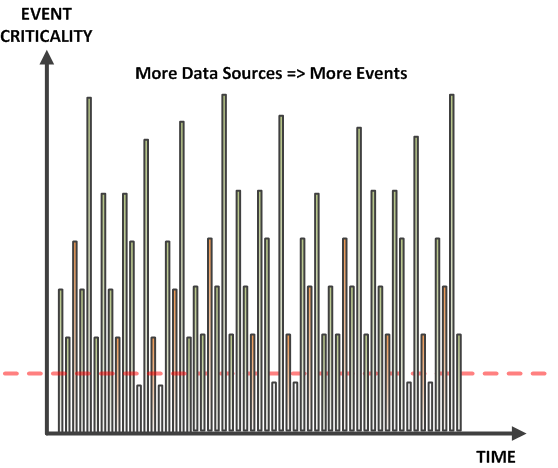 EVENT
CRITICALITY
More Data Sources => More Events
TIME